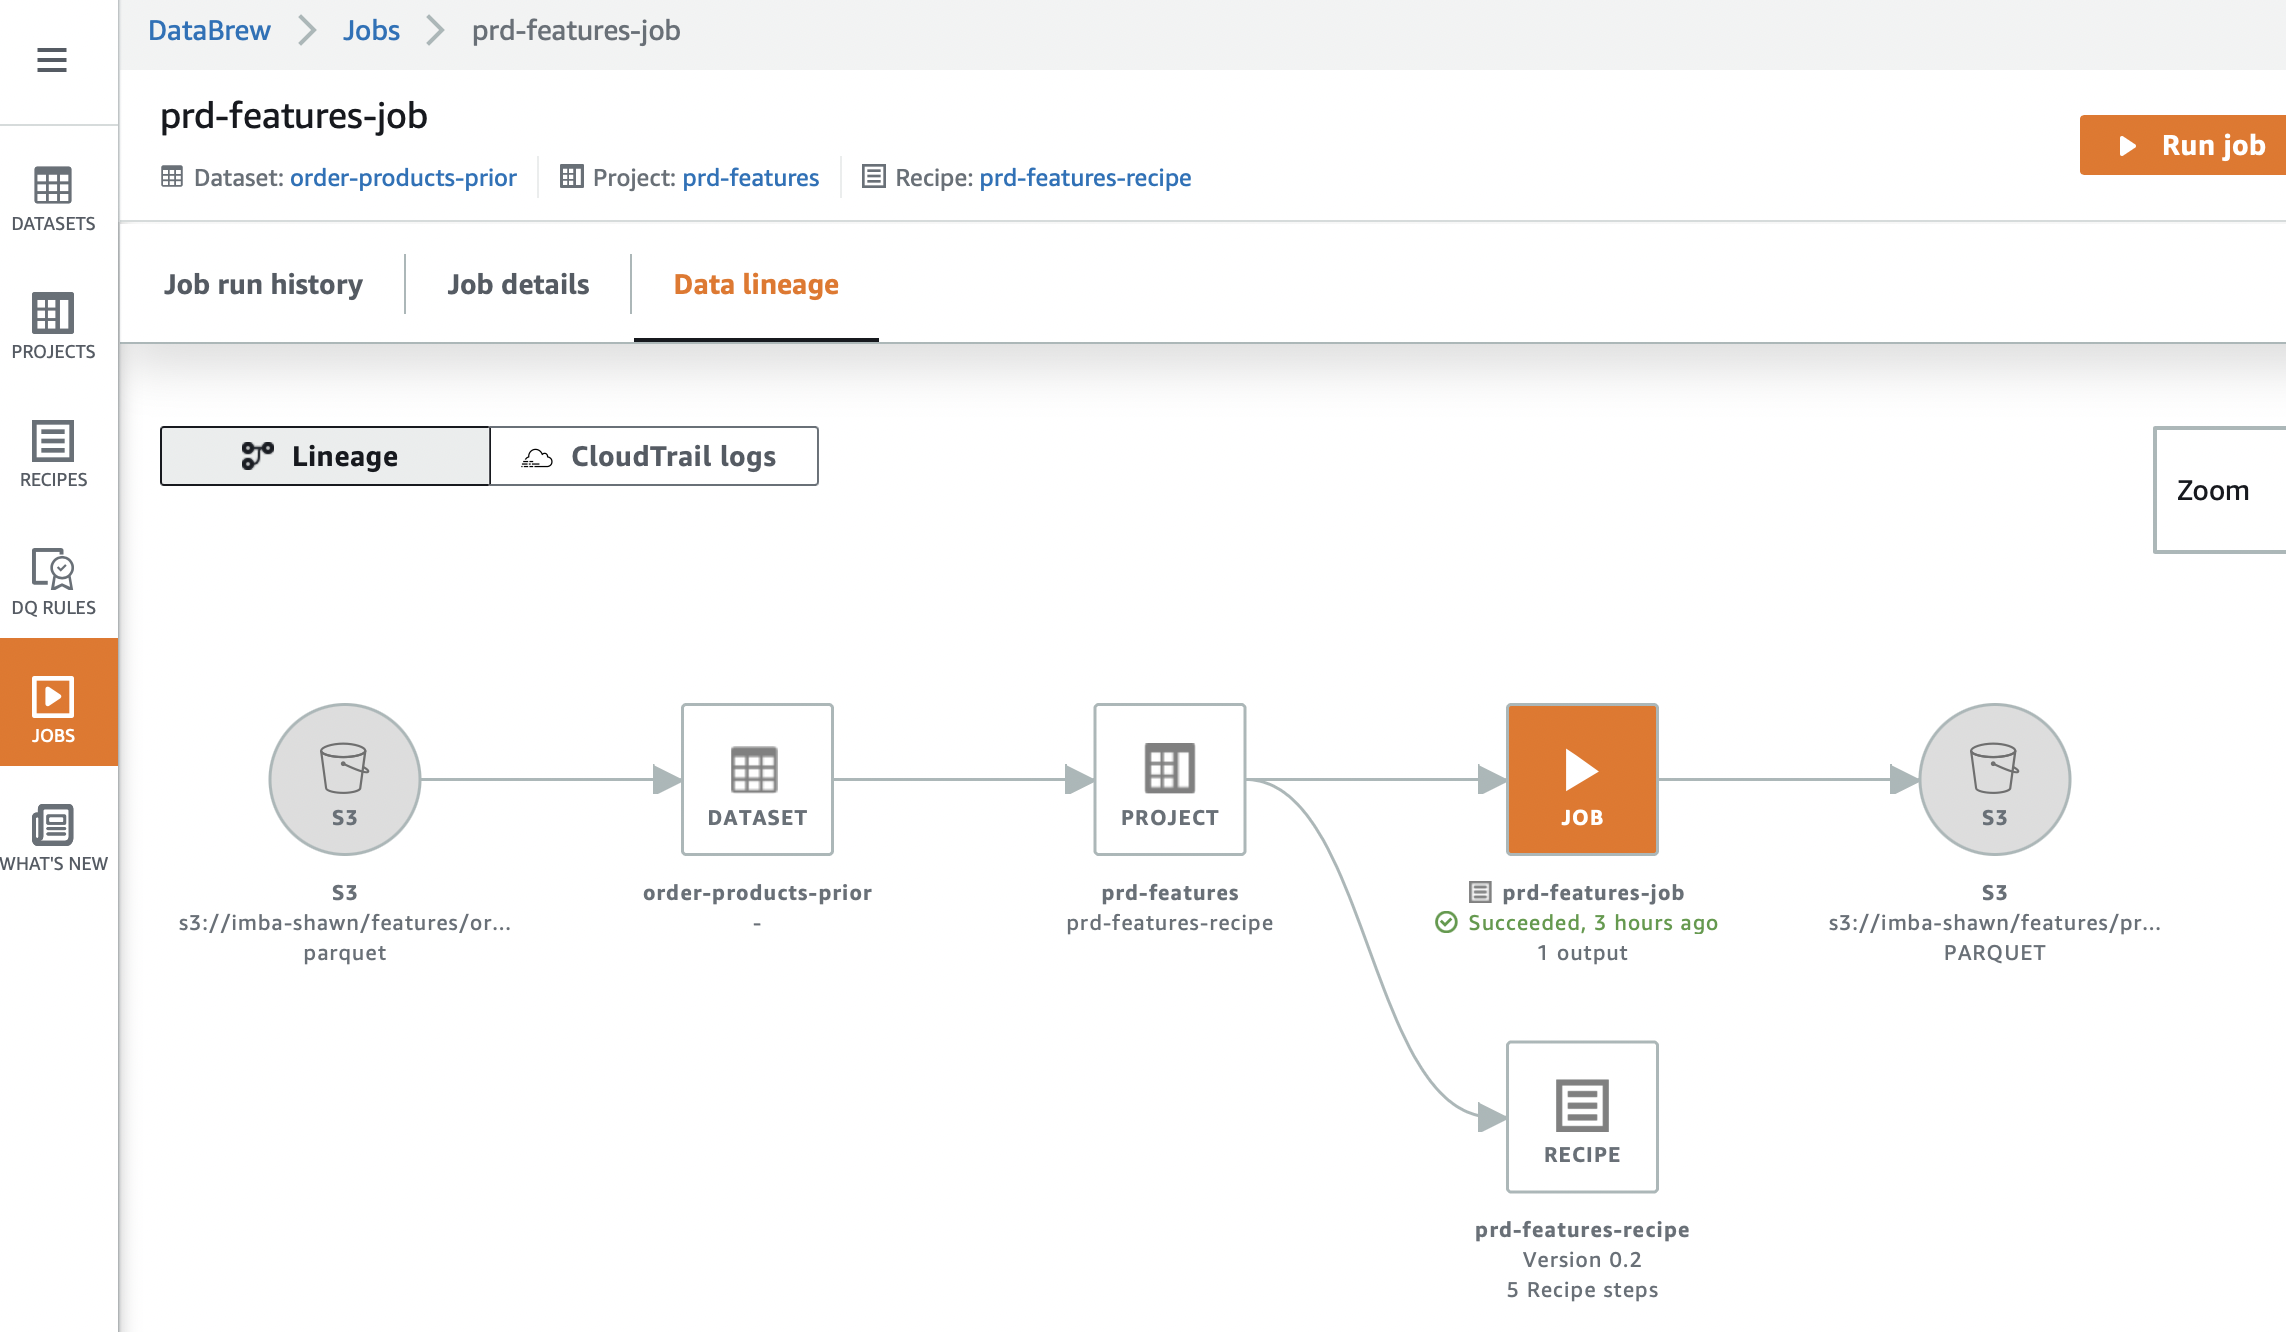 DataBrew > Jobs > prd-features-job
prd-features-job
Run job
Dataset: order-products-prior
Project: prd-features
Recipe: prd-features-recipe
DATASETS
PROJECTS
RECIPES
DQ RULES
JOBS
WHAT'S NEW
Job run history
Job details
Data lineage
Lineage
CloudTrail logs
Zoom
S3
DATASET
PROJECT
JOB
S3
S3
s3://imba-shawn/features/or...
parquet
order-products-prior
-
prd-features
prd-features-recipe
prd-features-job
Succeeded, 3 hours ago
1 output
S3
s3://imba-shawn/features/pr...
PARQUET
RECIPE
prd-features-recipe
Version 0.2
5 Recipe steps